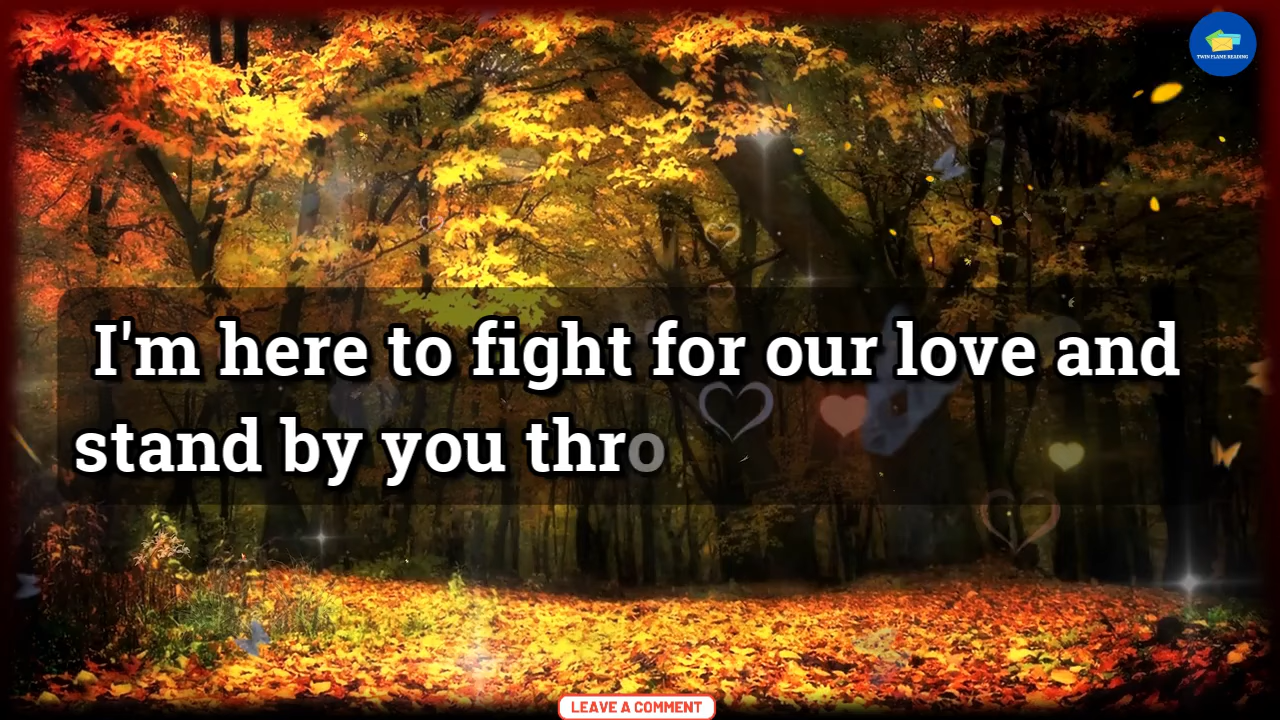 TWIN FLAME READING
I'm here to fight for our love and
stand by you thro
LEAVE A COMMENT